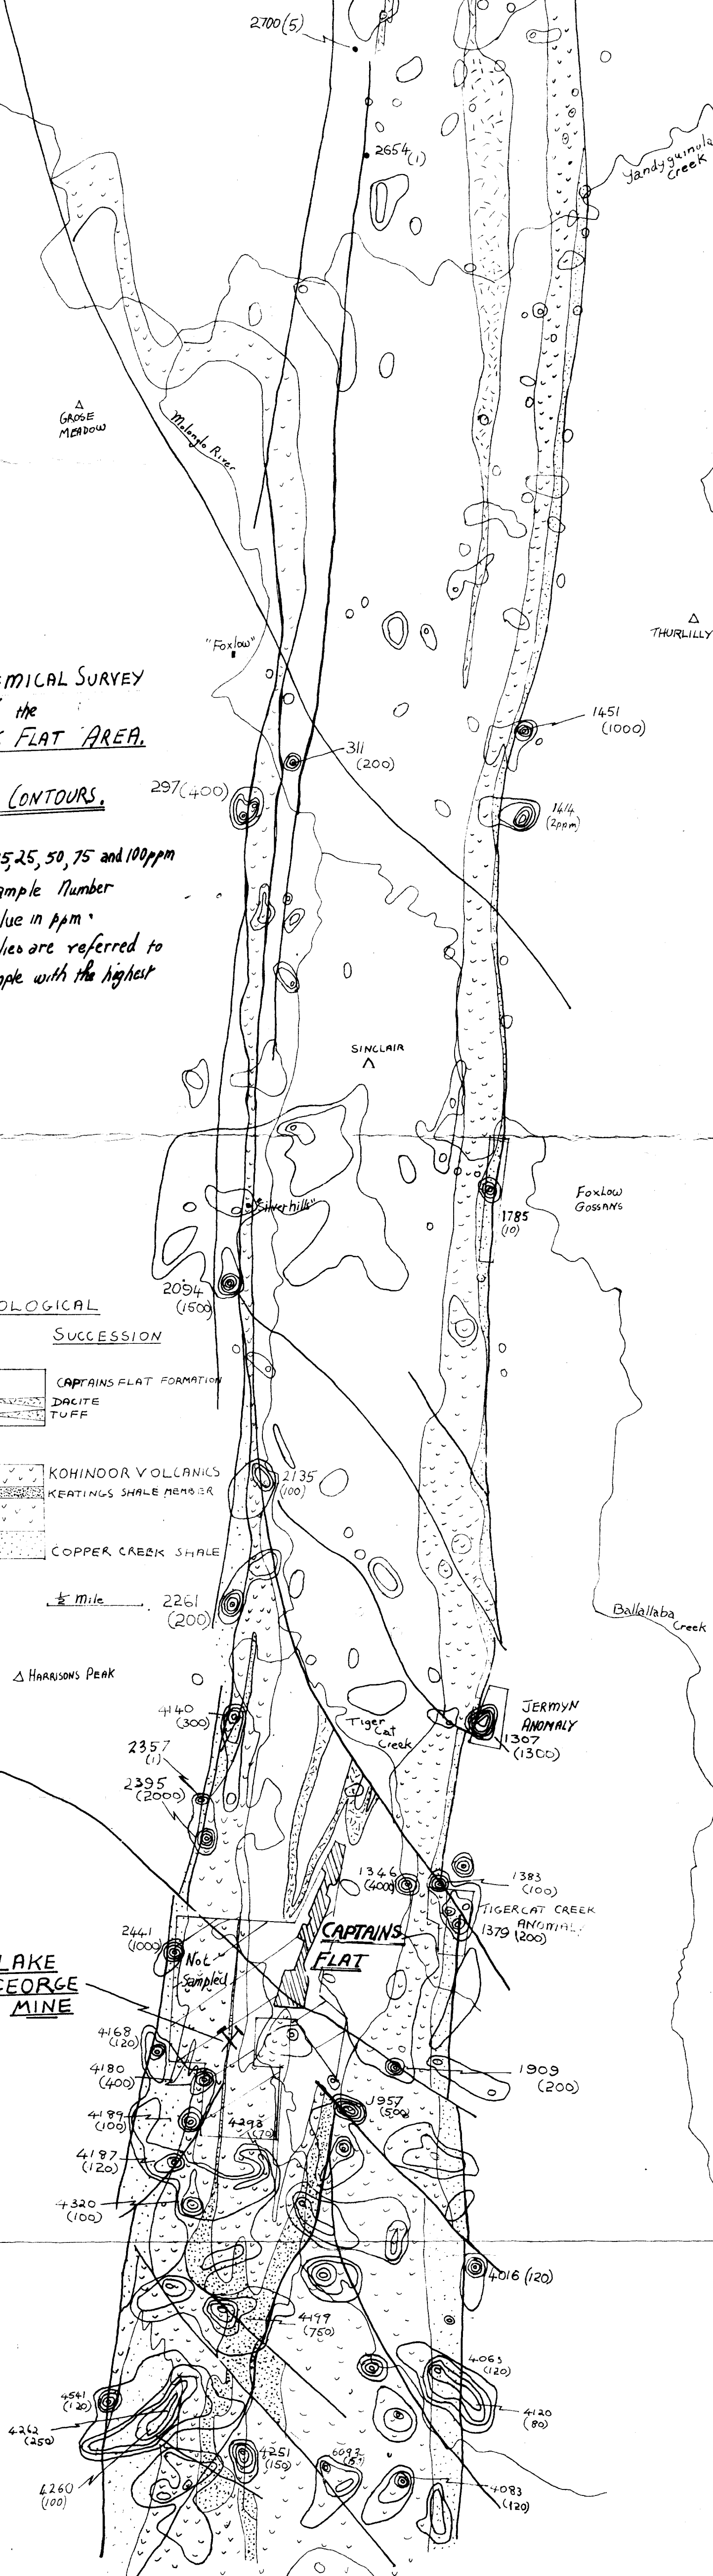 2700(5)
2654(1)
Yandyguinula
Creek
GROSE
MEADOW
Molonglo River
"Foxlow"
THURLILLY
EMICAL SURVEY
the
FLAT AREA.
1451
(1000)
311
(200)
297(400)
CONTOURS.
1414
(2ppm)
5,25, 50, 75 and 100ppm
ample Number
lue in ppm.
lies are referred to
mple with the highest
SINCLAIR
"Silverhills"
FOXLOW
GOSSANS
1785
(10)
2094
(1500)
OLOGICAL
SUCCESSION
CAPTAINS FLAT FORMATION
DACITE
TUFF
KOHINOOR VOLCANICS
KEATINGS SHALE MEMBER
COPPER CREEK SHALE
2135
(100)
½ Mile
2261
(200)
Ballallaba
Creek
HARRISONS PEAK
4140
(300)
Tiger
Cat
Creek
JERMYN
ANOMALY
1307
(1300)
2357
(1)
2395
(2000)
1346
(400)
1383
(100)
TIGERCAT CREEK
ANOMALY
1379 (200)
2441
(1000)
CAPTAINS
FLAT
Not
Sampled
LAKE
GEORGE
MINE
4168
(120)
4180
(400)
1909
(200)
1957
(500)
4189
(100)
4293
(70)
4187
(120)
4320
(100)
4016 (120)
4199
(750)
4063
(120)
4120
(80)
4541
(120)
4262
(250)
4251
(150)
6093
4260
(100)
4083
(120)